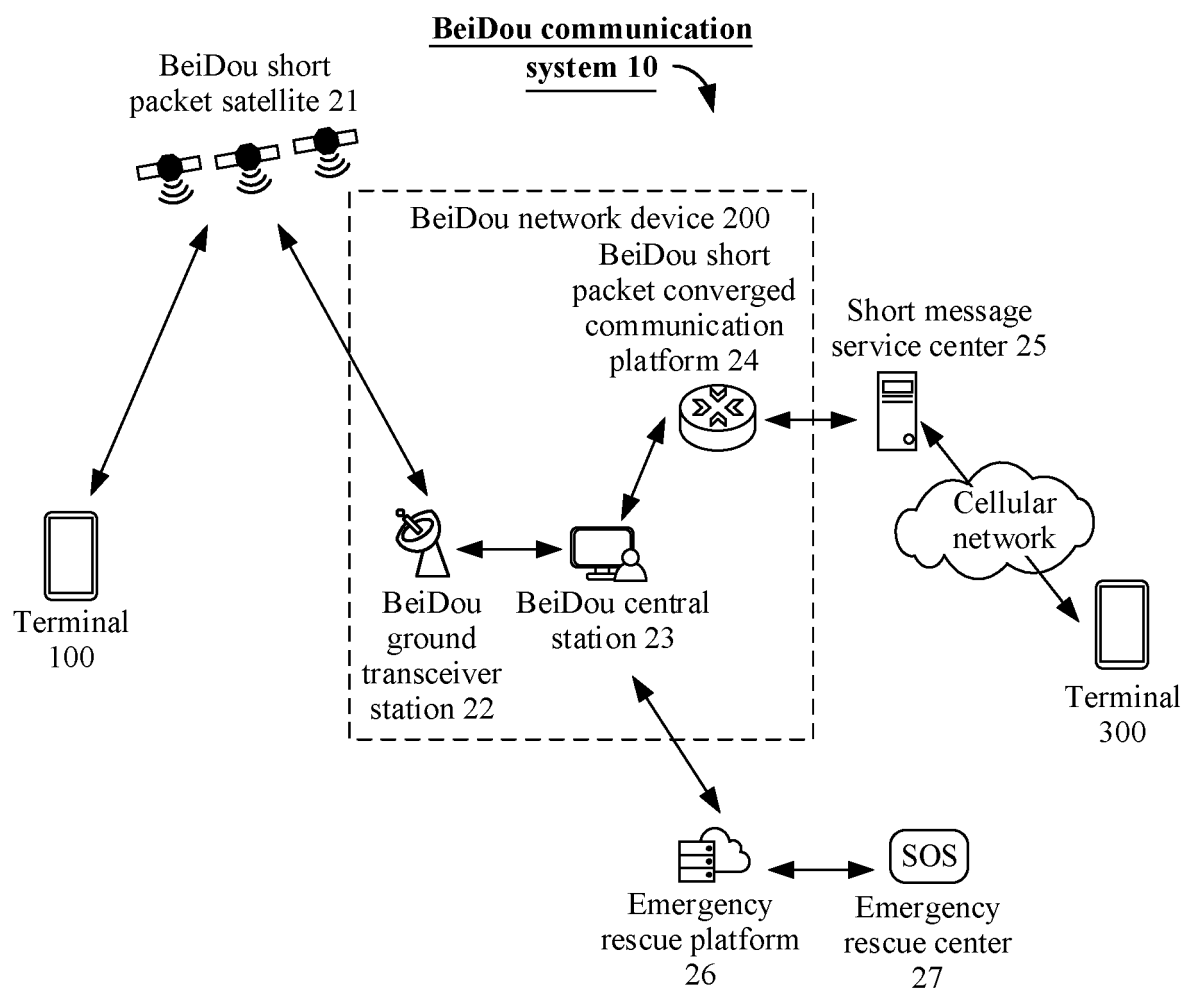 BeiDou communication
system 10
BeiDou short
packet satellite 21
BeiDou network device 200
BeiDou short
packet converged
communication
platform 24
Short message
service center 25
Cellular
network
Terminal
100
BeiDou
ground
transceiver
station 22
BeiDou central
station 23
Terminal
300
Emergency
rescue platform
26
SOS
Emergency
rescue center
27